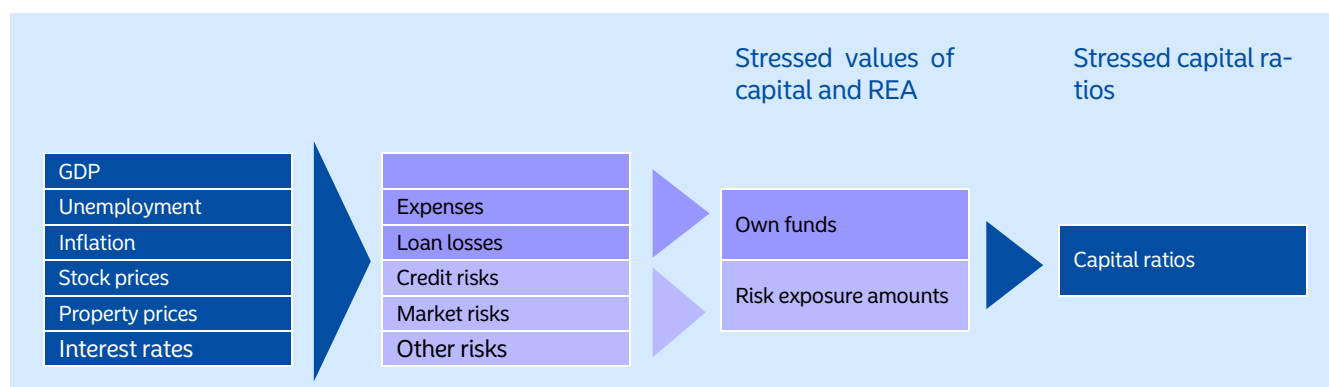 Stressed values of
capital and REA
Stressed capital ra-
tios
GDP
Unemployment
Inflation
Stock prices
Property prices
Interest rates
Expenses
Loan losses
Credit risks
Market risks
Other risks
Own funds
Risk exposure amounts
Capital ratios